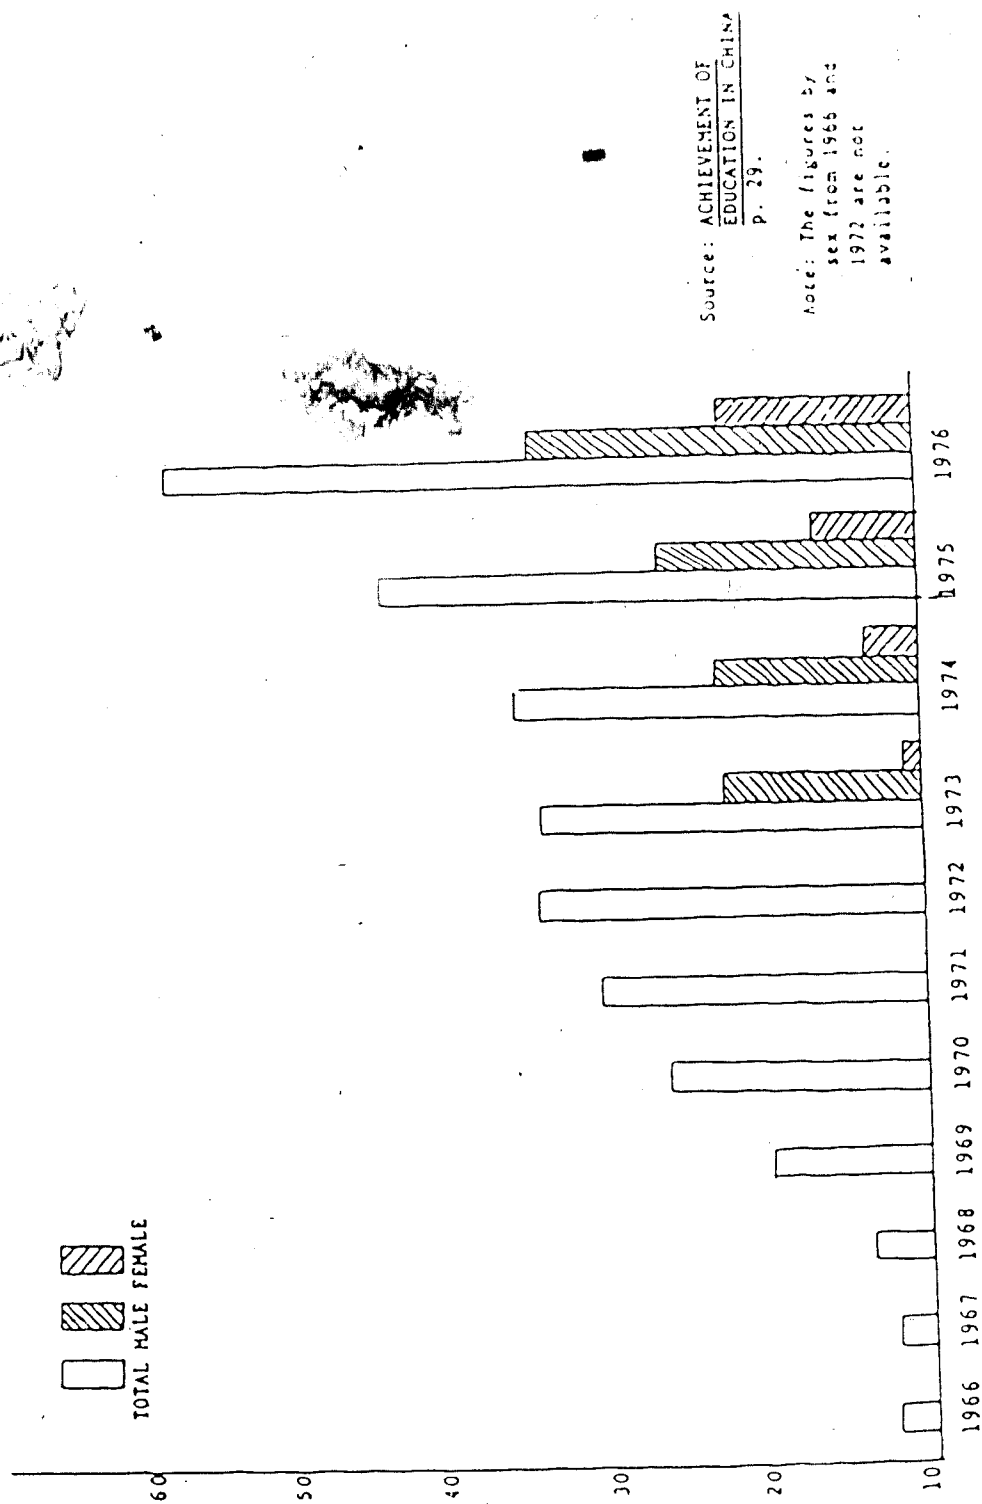 60
50
40
30
20
10
TOTAL MALE FEMALE
1966 1967 1968 1969 1970 1971 1972 1973 1974 1975 1976
Source: ACHIEVEMENT OF
EDUCATION IN CHINA
p. 29.
Note: The figures by
sex from 1966 and
1972 are not
available.